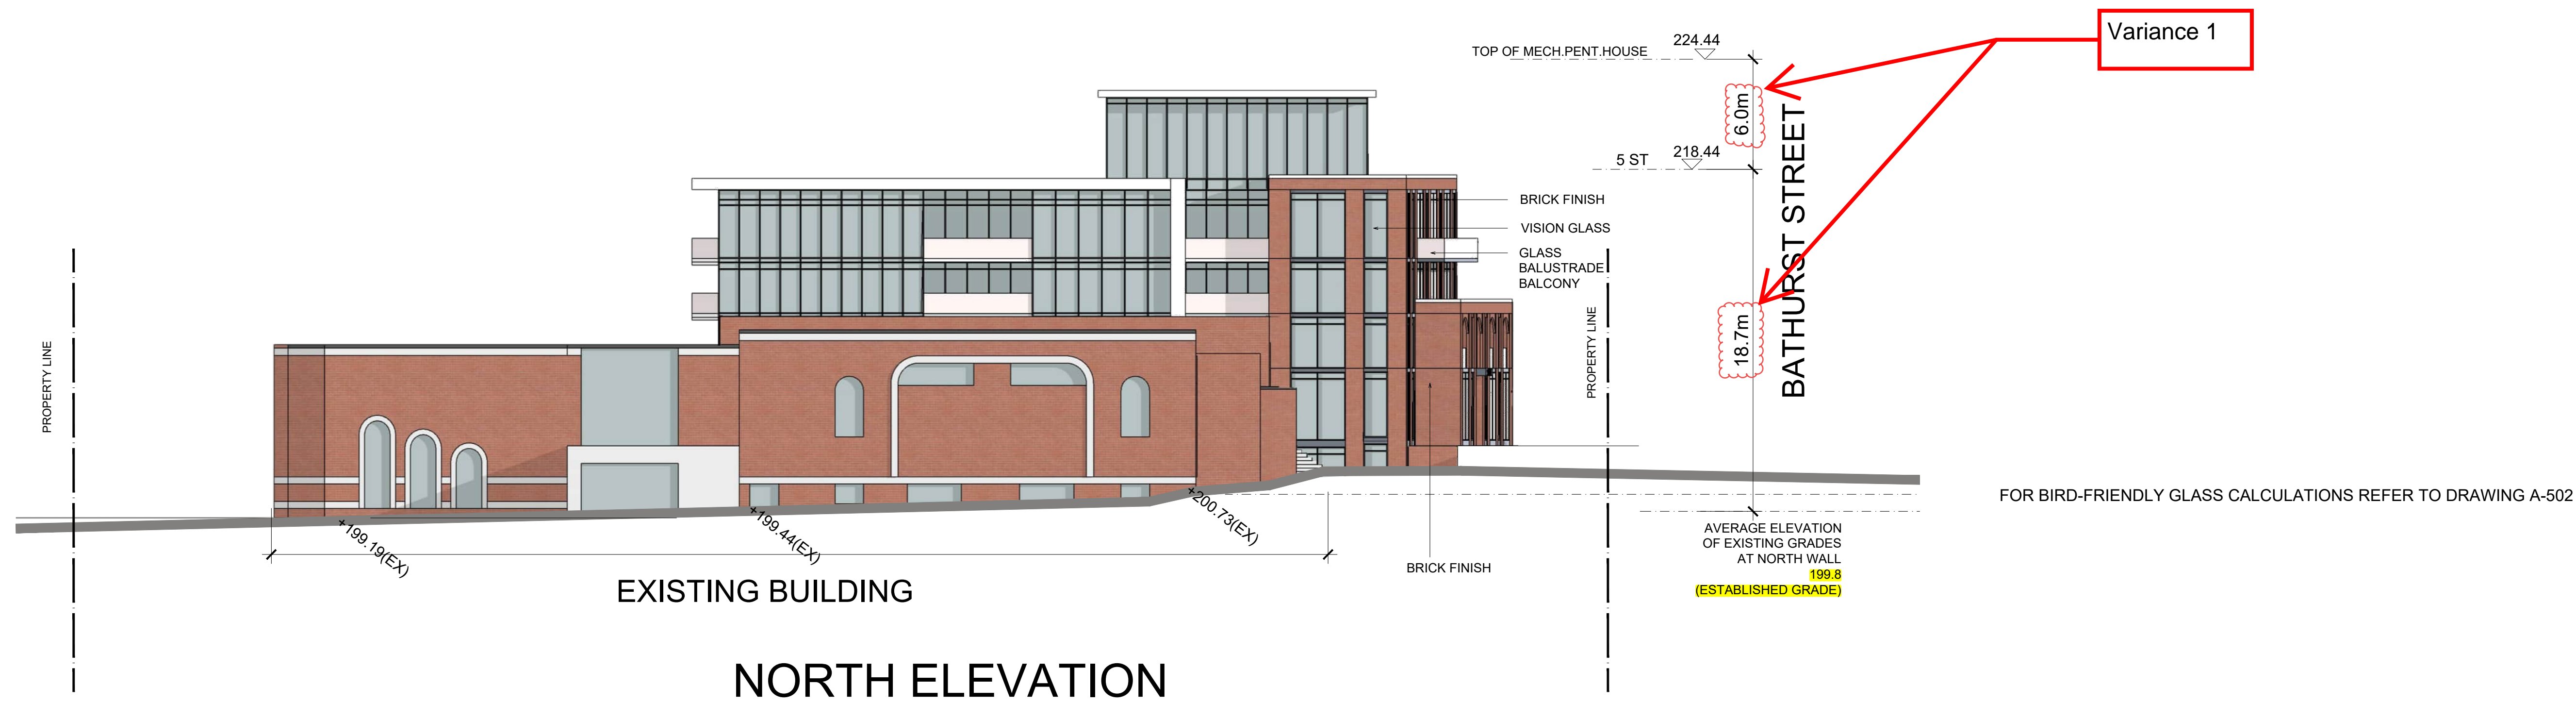 Variance 1
TOP OF MECH.PENT.HOUSE
224.44
6.0m
5 ST
218.44
BATHURST STREET
BRICK FINISH
VISION GLASS
GLASS
BALUSTRADE
BALCONY
PROPERTY LINE
PROPERTY LINE
18.7m
+199.19(EX)
+199.44(EX)
+200.73(EX)
FOR BIRD-FRIENDLY GLASS CALCULATIONS REFER TO DRAWING A-502
AVERAGE ELEVATION
OF EXISTING GRADES
AT NORTH WALL
199.8
(ESTABLISHED GRADE)
BRICK FINISH
EXISTING BUILDING
NORTH ELEVATION